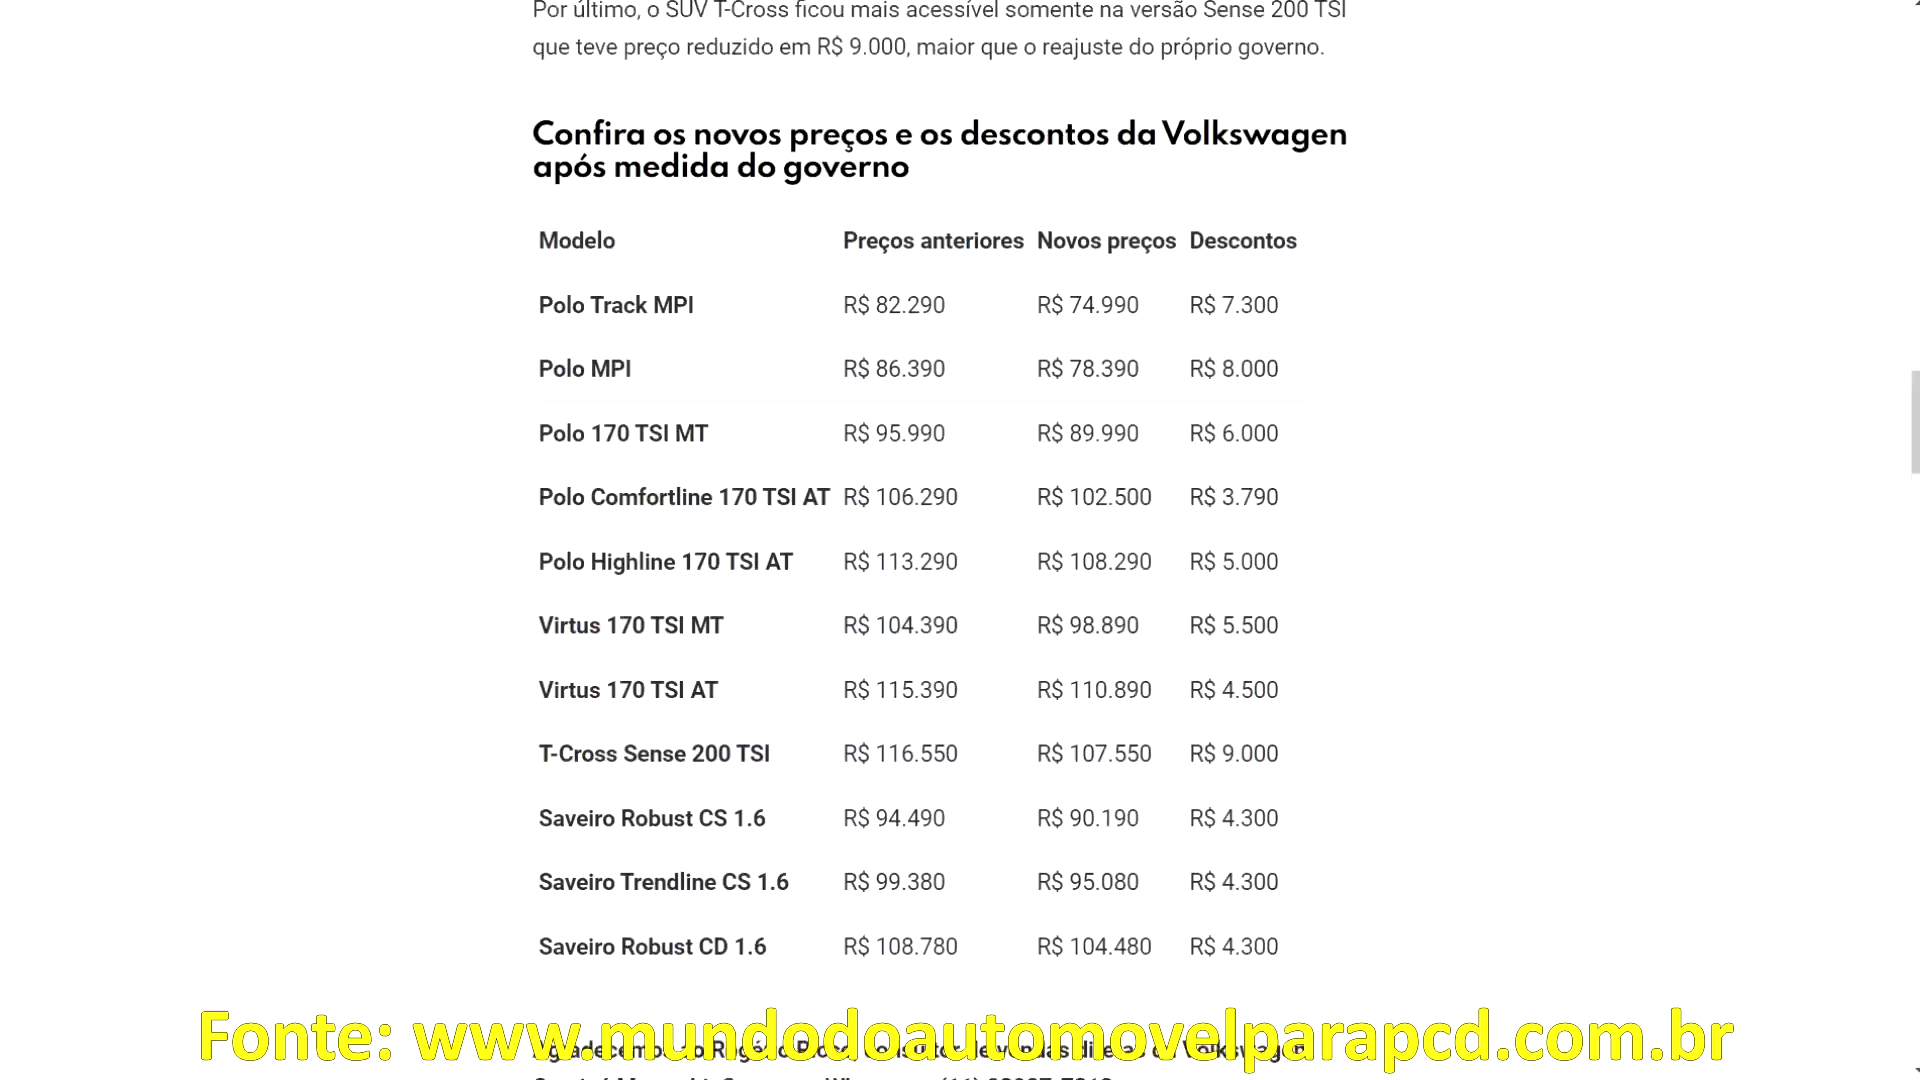 Por último, o SUV T-Cross ficou mais acessível somente na versão Sense 200 TSI
que teve preço reduzido em R$ 9.000, maior que o reajuste do próprio governo.
Confira os novos preços e os descontos da Volkswagen
após medida do governo
Modelo Preços anteriores Novos preços Descontos
Polo Track MPI R$ 82.290 R$ 74.990 R$ 7.300
Polo MPI R$ 86.390 R$ 78.390 R$ 8.000
Polo 170 TSI MT R$ 95.990 R$ 89.990 R$ 6.000
Polo Comfortline 170 TSI AT R$ 106.290 R$ 102.500 R$ 3.790
Polo Highline 170 TSI AT R$ 113.290 R$ 108.290 R$ 5.000
Virtus 170 TSI MT R$ 104.390 R$ 98.890 R$ 5.500
Virtus 170 TSI AT R$ 115.390 R$ 110.890 R$ 4.500
T-Cross Sense 200 TSI R$ 116.550 R$ 107.550 R$ 9.000
Saveiro Robust CS 1.6 R$ 94.490 R$ 90.190 R$ 4.300
Saveiro Trendline CS 1.6 R$ 99.380 R$ 95.080 R$ 4.300
Saveiro Robust CD 1.6 R$ 108.780 R$ 104.480 R$ 4.300
Fonte: www.mundodoautomovelparapcd.com.br